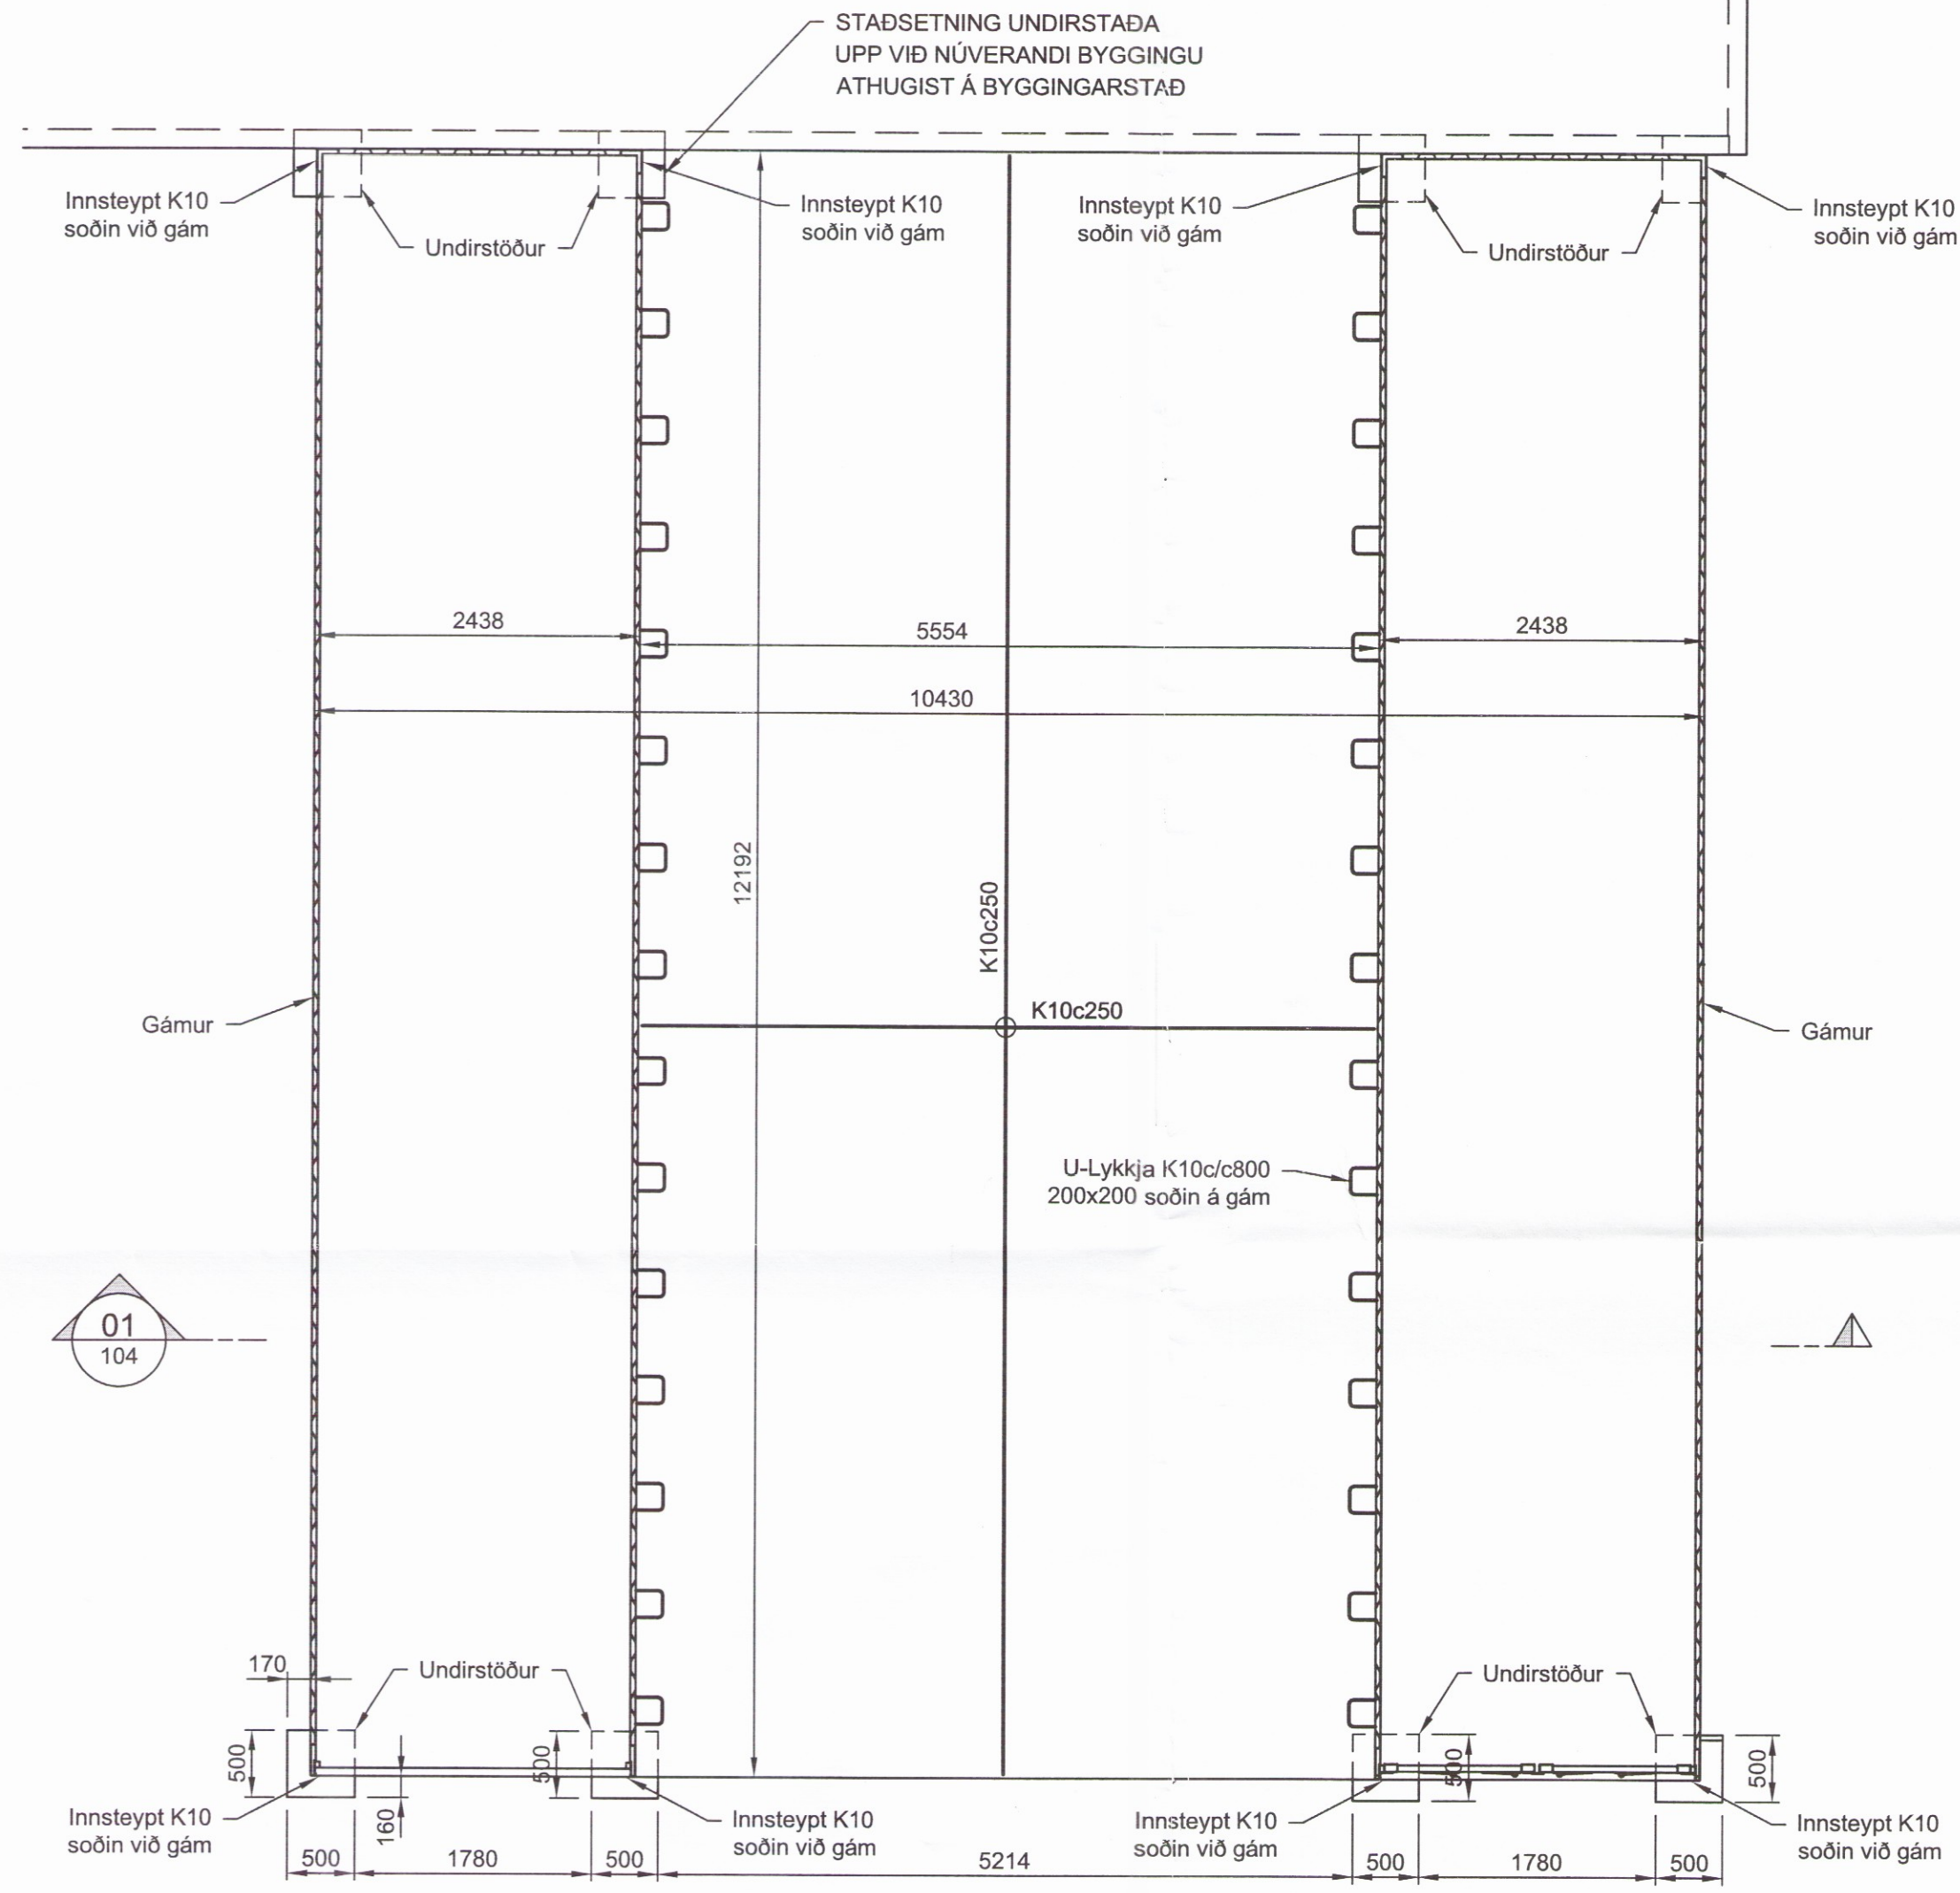 STAÐSETNING UNDIRSTAÐA
UPP VIÐ NÚVERANDI BYGGINGU
ATHUGIST Á BYGGINGARSTAÐ
Innsteypt K10
soðin við gám
Undirstöður
Innsteypt K10
soðin við gám
Innsteypt K10
soðin við gám
Undirstöður
Innsteypt K10
soðin við gám
2438
5554
2438
10430
12192
K10c250
K10c250
Gámur
Gámur
U-Lykkja K10c/c800
200x200 soðin á gám
01
104
170
Undirstöður
Undirstöður
500
500
500
500
160
Innsteypt K10
soðin við gám
Innsteypt K10
soðin við gám
Innsteypt K10
soðin við gám
Innsteypt K10
soðin við gám
500
1780
500
5214
500
1780
500